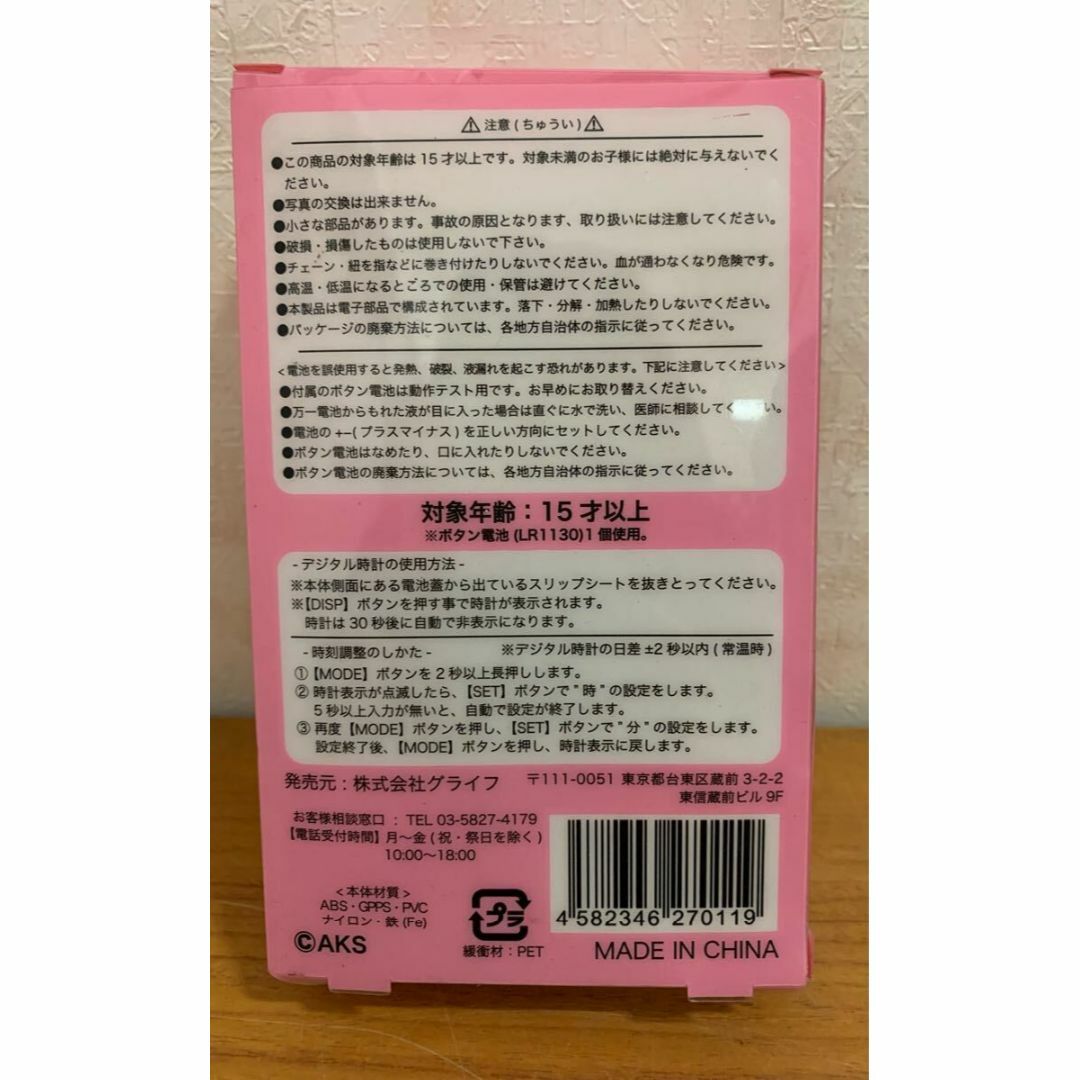 ⚠ 注意(ちゅうい)⚠
●この商品の対象年齢は15才以上です。対象未満のお子様には絶対に与えないでく
ださい。
●写真の交換は出来ません。
●小さな部品があります。事故の原因となります、取り扱いには注意してください。
●破損・損傷したものは使用しないで下さい。
●チェーン・紐を指などに巻き付けたりしないでください。血が通わなくなり危険です。
●高温・低温になるところでの使用・保管は避けてください。
●本製品は電子部品で構成されています。落下・分解・加熱したりしないでください。
●パッケージの廃棄方法については、各地方自治体の指示に従ってください。
<電池を誤使用すると発熱、破裂、液漏れを起こす恐れがあります。下記に注意してください>
●付属のボタン電池は動作テスト用です。お早めにお取り替えください。
●万一電池からもれた液が目に入った場合は直ぐに水で洗い、医師に相談してください。
●電池の+−(プラスマイナス)を正しい方向にセットしてください。
●ボタン電池はなめたり、口に入れたりしないでください。
●ボタン電池の廃棄方法については、各地方自治体の指示に従ってください。
対象年齢:15才以上
※ボタン電池(LR1130)1個使用。
-デジタル時計の使用方法-
※本体側面にある電池蓋から出ているスリップシートを抜きとってください。
※【DISP】ボタンを押す事で時計が表示されます。
時計は30秒後に自動で非表示になります。
-時刻調整のしかた- ※デジタル時計の日差±2秒以内(常温時)
①【MODE】ボタンを2秒以上長押しします。
②時計表示が点滅したら、【SET】ボタンで"時"の設定をします。
5秒以上入力が無いと、自動で設定が終了します。
③再度【MODE】ボタンを押し、【SET】ボタンで"分"の設定をします。
設定終了後、【MODE】ボタンを押し、時計表示に戻します。
発売元:株式会社グライフ 〒111-0051 東京都台東区蔵前3-2-2
東信蔵前ビル9F
お客様相談窓口:TEL 03-5827-4179
【電話受付時間】月〜金(祝・祭日を除く)
10:00〜18:00
<本体材質>
ABS・GPPS・PVC
ナイロン・鉄(Fe)
©AKS
プラ
緩衝材:PET
4 582346 270119
MADE IN CHINA